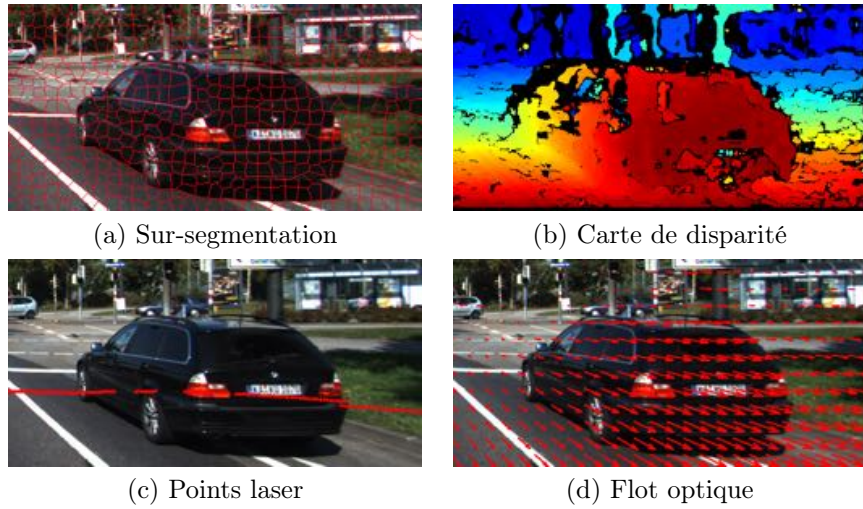 (a) Sur-segmentation
(b) Carte de disparité
(c) Points laser
(d) Flot optique